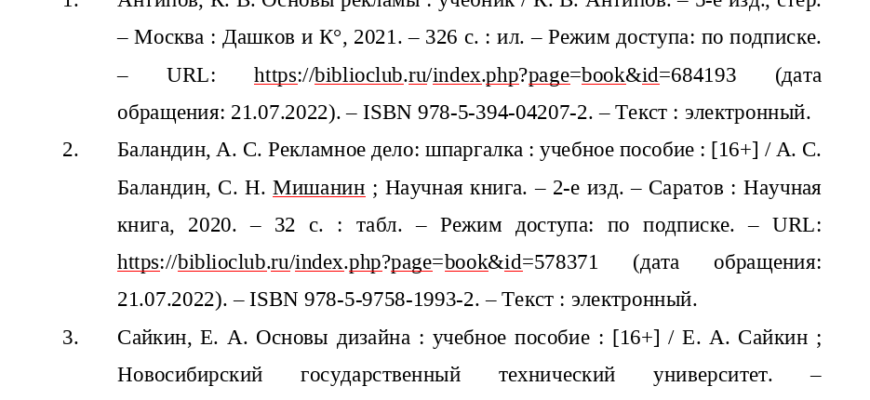 1. Антипов, К. В. Основы рекламы : учебник / К. В. Антипов. – 5-е изд., стер.
– Москва : Дашков и К°, 2021. – 326 с. : ил. – Режим доступа: по подписке.
– URL: https://biblioclub.ru/index.php?page=book&id=684193 (дата
обращения: 21.07.2022). – ISBN 978-5-394-04207-2. – Текст : электронный.
2. Баландин, А. С. Рекламное дело: шпаргалка : учебное пособие : [16+] / А. С.
Баландин, С. Н. Мишанин ; Научная книга. – 2-е изд. – Саратов : Научная
книга, 2020. – 32 с. : табл. – Режим доступа: по подписке. – URL:
https://biblioclub.ru/index.php?page=book&id=578371 (дата обращения:
21.07.2022). – ISBN 978-5-9758-1993-2. – Текст : электронный.
3. Сайкин, Е. А. Основы дизайна : учебное пособие : [16+] / Е. А. Сайкин ;
Новосибирский государственный технический университет. –